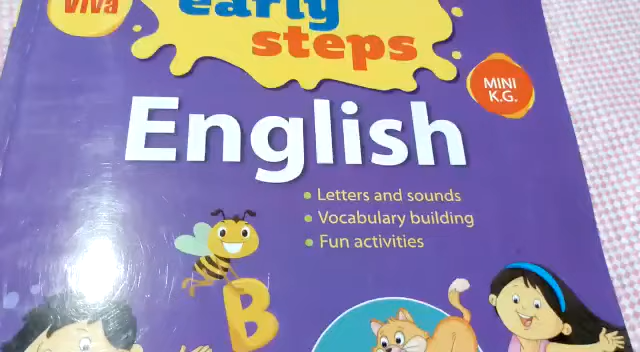 Viva
early
steps
MINI
K.G.
English
• Letters and sounds
• Vocabulary building
• Fun activities
B